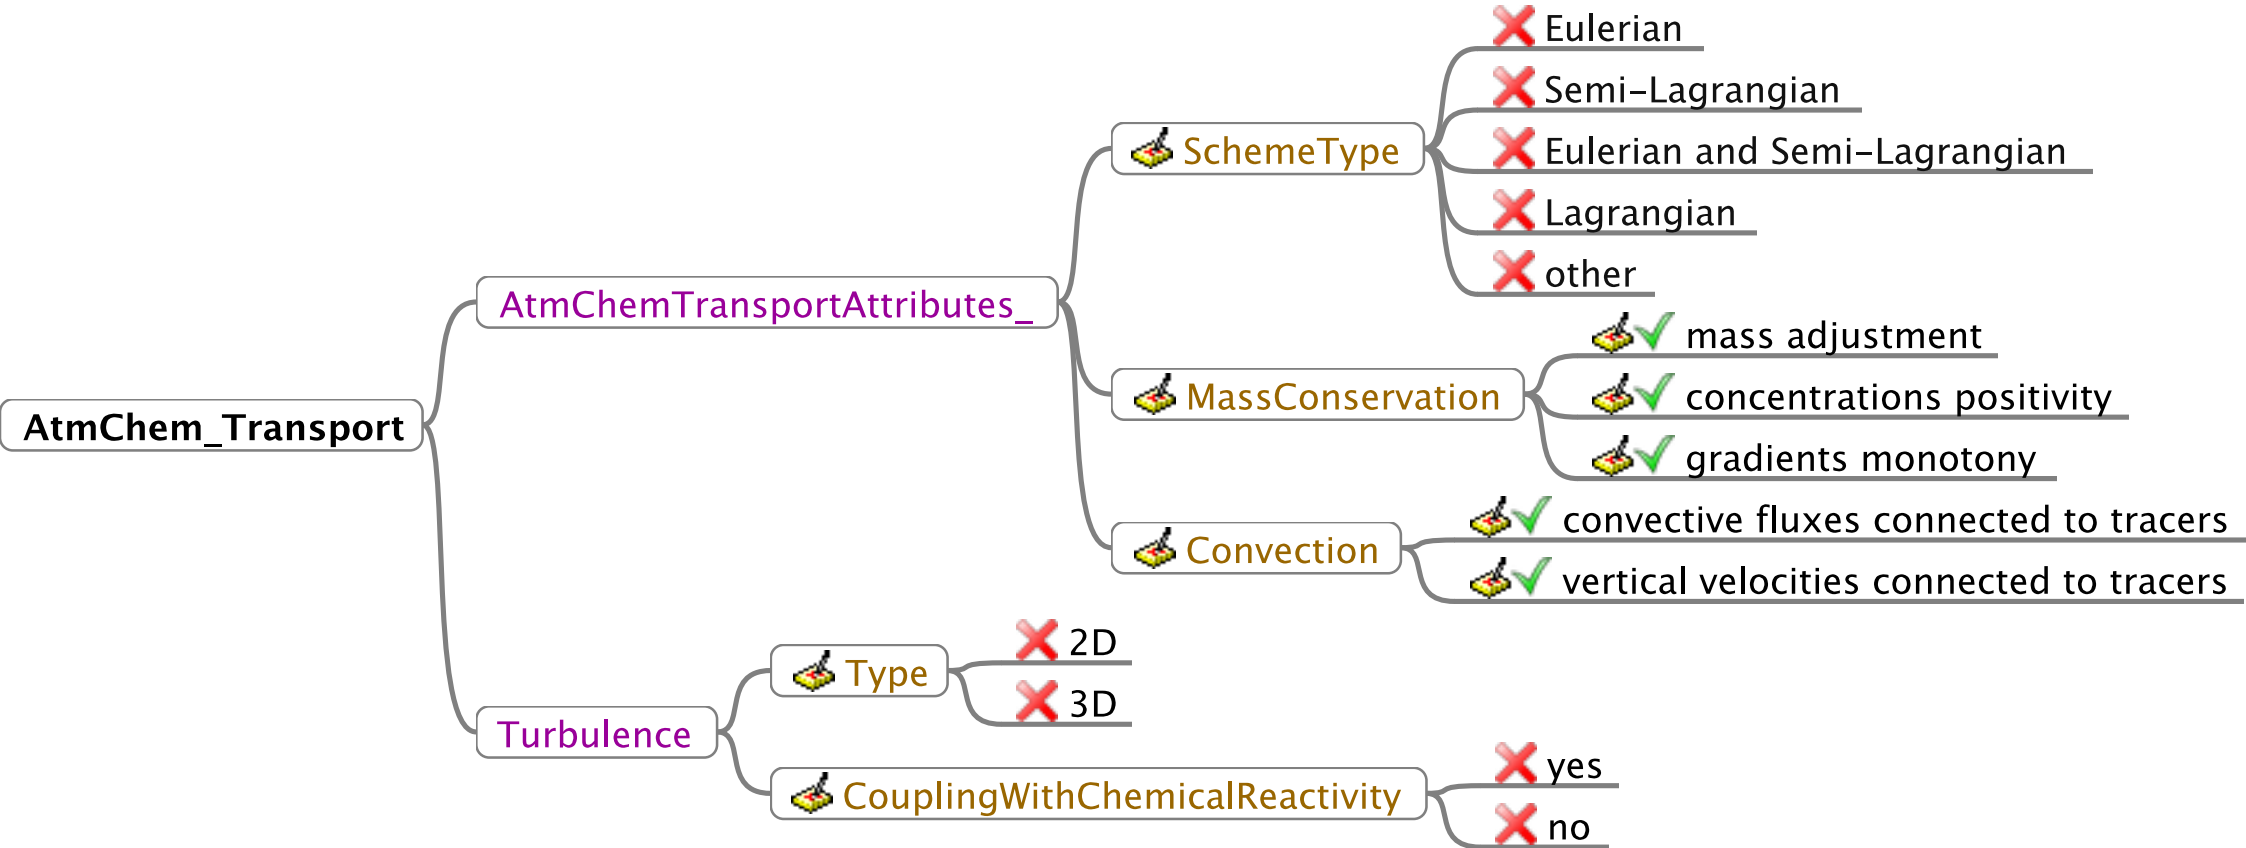 Eulerian
Semi-Lagrangian
SchemeType
Eulerian and Semi-Lagrangian
Lagrangian
other
AtmChemTransportAttributes_
mass adjustment
MassConservation
concentrations positivity
AtmChem_Transport
gradients monotony
convective fluxes connected to tracers
Convection
vertical velocities connected to tracers
2D
Type
3D
Turbulence
yes
CouplingWithChemicalReactivity
no